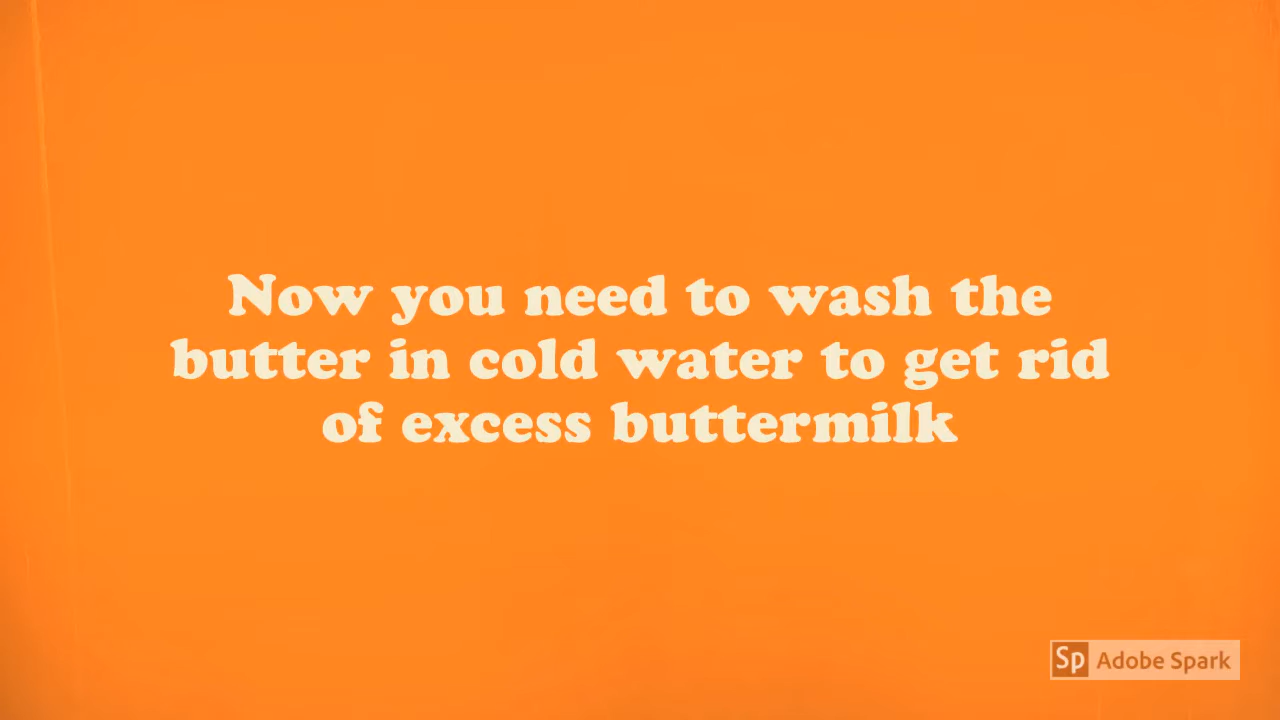 Now you need to wash the
butter in cold water to get rid
of excess buttermilk
Sp Adobe Spark